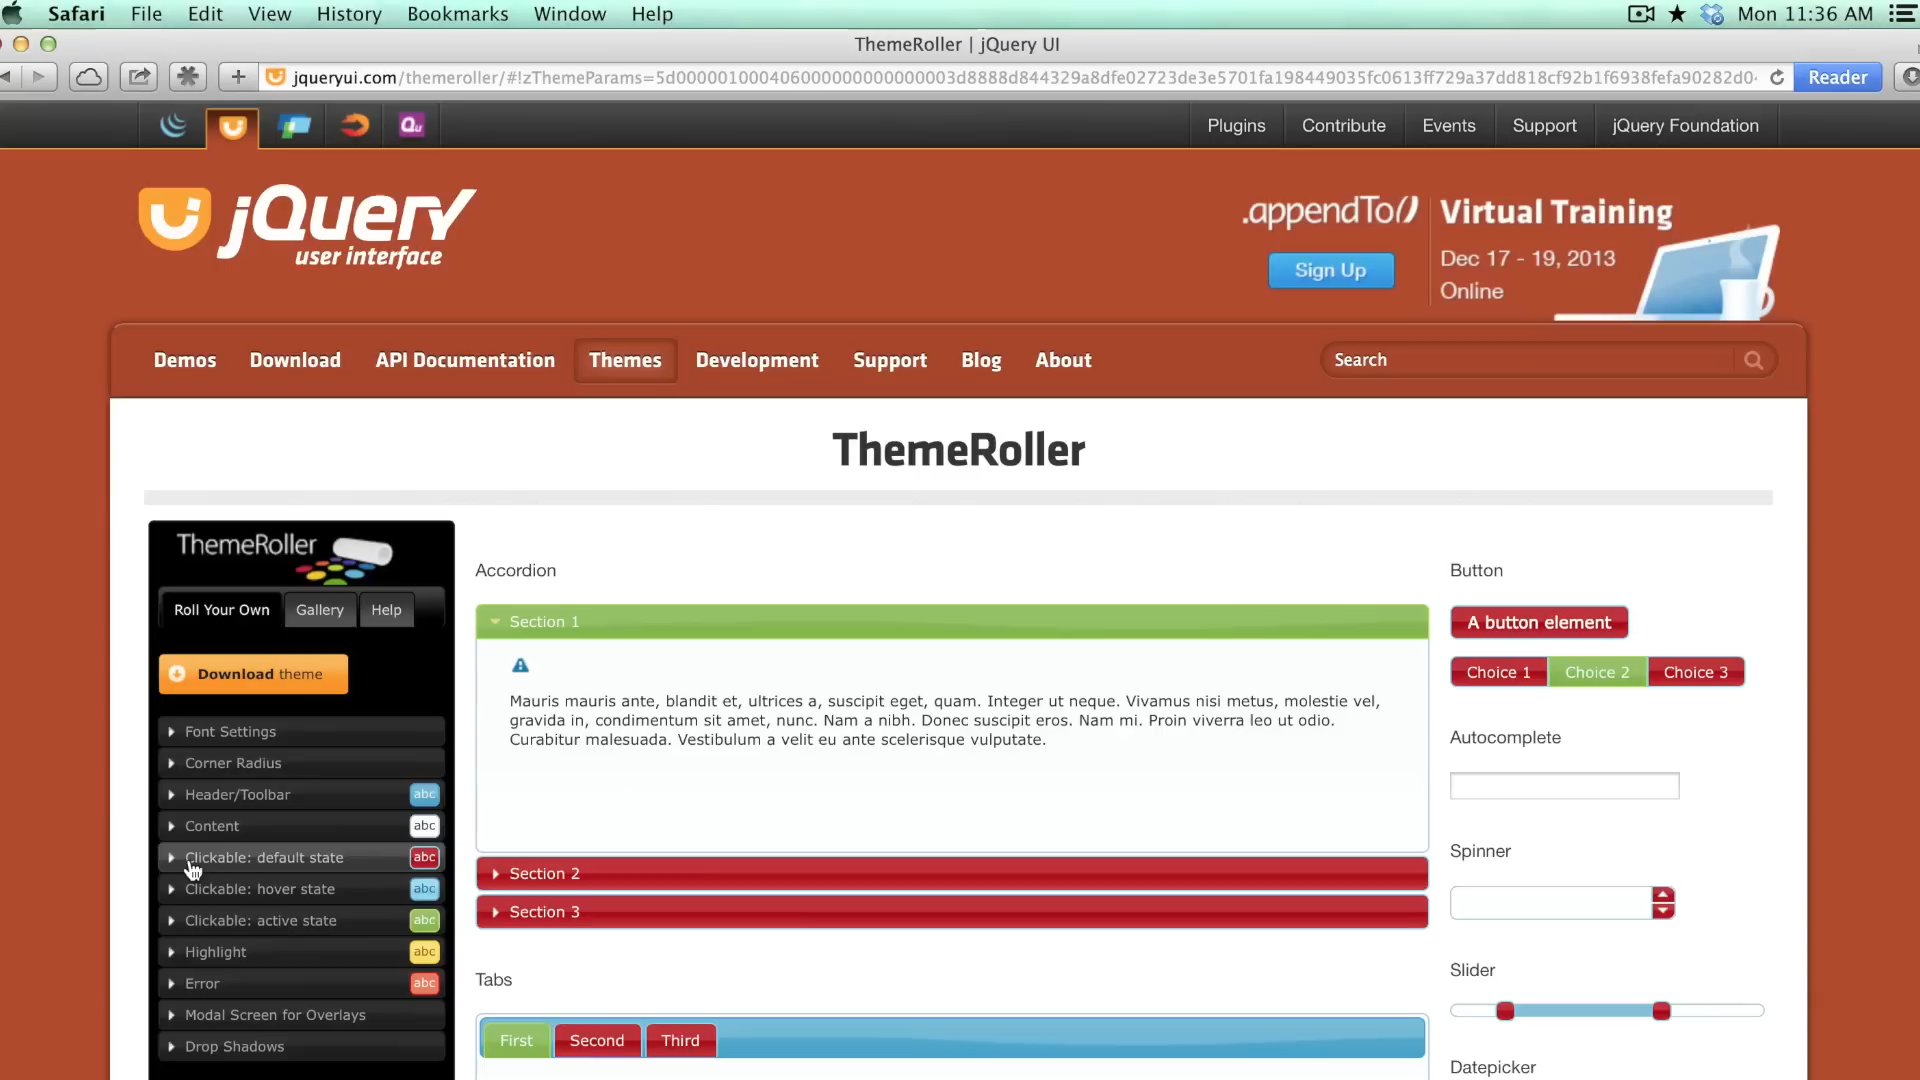 Safari File Edit View History Bookmarks Window Help Mon 11:36 AM
ThemeRoller | jQuery UI
jqueryui.com/themeroller/#!zThemeParams=5d00000100040600000000000000003d8888d844329a8dfe02723de3e5701fa198449035fc0613ff729a37dd818cf92b1f6938fefa90282d0 Reader
Qu Plugins Contribute Events Support jQuery Foundation
jQuery
user interface
.appendTo() Virtual Training
Dec 17 - 19, 2013
Sign Up
Online
Demos Download API Documentation Themes Development Support Blog About Search
ThemeRoller
ThemeRoller
Roll Your Own Gallery Help
Download theme
Font Settings
Corner Radius
Header/Toolbar abc
Content abc
Clickable: default state abc
Clickable: hover state abc
Clickable: active state abc
Highlight abc
Error abc
Modal Screen for Overlays
Drop Shadows
Accordion
Section 1
Mauris mauris ante, blandit et, ultrices a, suscipit eget, quam. Integer ut neque. Vivamus nisi metus, molestie vel,
gravida in, condimentum sit amet, nunc. Nam a nibh. Donec suscipit eros. Nam mi. Proin viverra leo ut odio.
Curabitur malesuada. Vestibulum a velit eu ante scelerisque vulputate.
Section 2
Section 3
Tabs
First Second Third
Button
A button element
Choice 1 Choice 2 Choice 3
Autocomplete
Spinner
Slider
Datepicker